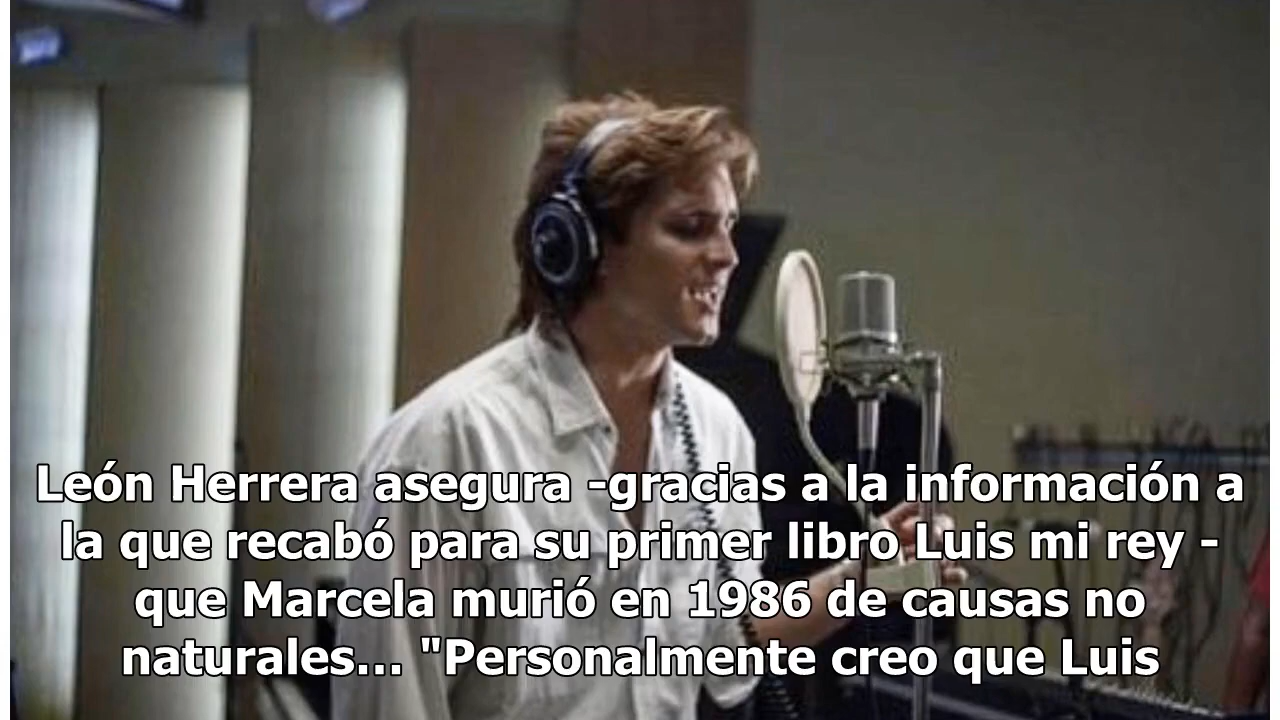 León Herrera asegura -gracias a la información a
la que recabó para su primer libro Luis mi rey -
que Marcela murió en 1986 de causas no
naturales... "Personalmente creo que Luis